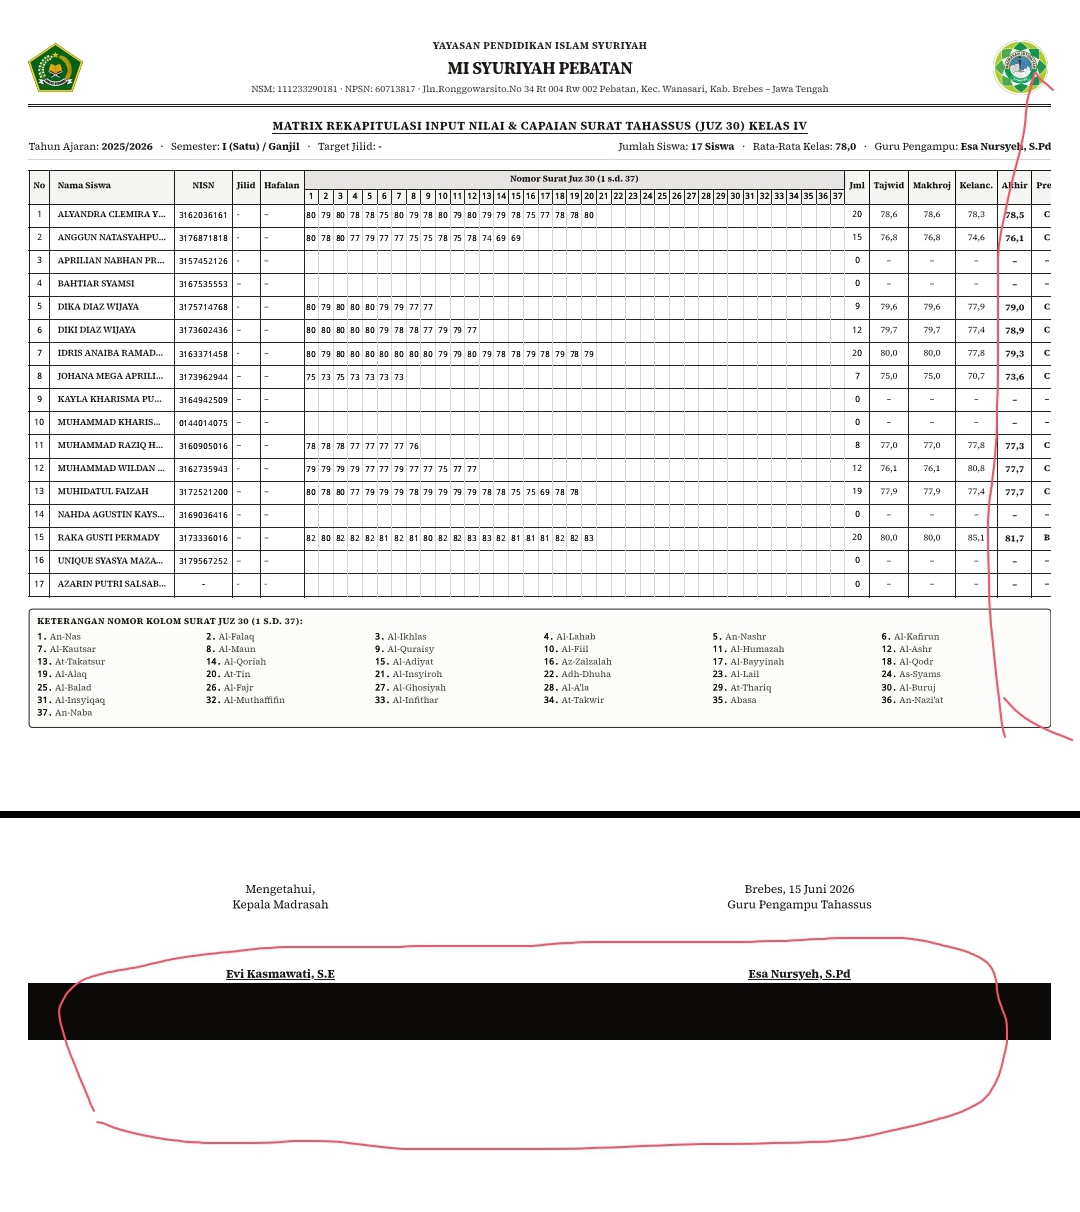 YAYASAN PENDIDIKAN ISLAM SYURIYAH
MI SYURIYAH PEBATAN
NSM: 111233290181 · NPSN: 60713817 · Jln.Ronggowarsito.No 34 Rt 004 Rw 002 Pebatan, Kec. Wanasari, Kab. Brebes – Jawa Tengah
MATRIX REKAPITULASI INPUT NILAI & CAPAIAN SURAT TAHASSUS (JUZ 30) KELAS IV
Tahun Ajaran: 2025/2026 · Semester: I (Satu) / Ganjil · Target Jilid: - Jumlah Siswa: 17 Siswa · Rata-Rata Kelas: 78,0 · Guru Pengampu: Esa Nursyeh, S.Pd
No Nama Siswa NISN Jilid Hafalan Nomor Surat Juz 30 (1 s.d. 37) Jml Tajwid Makhroj Kelanc. Akhir Pre
1 2 3 4 5 6 7 8 9 10 11 12 13 14 15 16 17 18 19 20 21 22 23 24 25 26 27 28 29 30 31 32 33 34 35 36 37
1 ALYANDRA CLEMIRA Y... 3162036161 - – 80 79 80 78 78 75 80 79 78 80 79 80 79 79 78 75 77 78 78 80 20 78,6 78,6 78,3 78,5 C
2 ANGGUN NATASYAHPU... 3176871818 - – 80 78 80 77 79 77 77 75 75 78 75 78 74 69 69 15 76,8 76,8 74,6 76,1 C
3 APRILIAN NABHAN PR... 3157452126 - – 0 – – – – –
4 BAHTIAR SYAMSI 3167535553 – – 0 – – – – –
5 DIKA DIAZ WIJAYA 3175714768 - – 80 79 80 80 80 79 79 77 77 9 79,6 79,6 77,9 79,0 C
6 DIKI DIAZ WIJAYA 3173602436 – – 80 80 80 80 80 79 78 78 77 79 79 77 12 79,7 79,7 77,4 78,9 C
7 IDRIS ANAIBA RAMAD... 3163371458 – – 80 79 80 80 80 80 80 80 80 79 79 80 79 78 78 79 78 79 78 79 20 80,0 80,0 77,8 79,3 C
8 JOHANA MEGA APRILI... 3173962944 – – 75 73 75 73 73 73 73 7 75,0 75,0 70,7 73,6 C
9 KAYLA KHARISMA PU... 3164942509 – – 0 – – – – –
10 MUHAMMAD KHARIS... 0144014075 – – 0 – – – – –
11 MUHAMMAD RAZIQ H... 3160905016 – – 78 78 78 77 77 77 77 76 8 77,0 77,0 77,8 77,3 C
12 MUHAMMAD WILDAN ... 3162735943 - – 79 79 79 79 77 77 79 77 77 75 77 77 12 76,1 76,1 80,8 77,7 C
13 MUHIDATUL FAIZAH 3172521200 – – 80 78 80 77 79 79 79 78 79 79 79 79 78 78 75 75 69 78 78 19 77,9 77,9 77,4 77,7 C
14 NAHDA AGUSTIN KAYS... 3169036416 – – 0 – – – – –
15 RAKA GUSTI PERMADY 3173336016 – – 82 80 82 82 82 81 82 81 80 82 82 83 83 82 81 81 81 82 82 83 20 80,0 80,0 85,1 81,7 B
16 UNIQUE SYASYA MAZA... 3179567252 – – 0 – – – – –
17 AZARIN PUTRI SALSAB... - - - 0 – – – – –
KETERANGAN NOMOR KOLOM SURAT JUZ 30 (1 S.D. 37):
1. An-Nas 2. Al-Falaq 3. Al-Ikhlas 4. Al-Lahab 5. An-Nashr 6. Al-Kafirun
7. Al-Kautsar 8. Al-Maun 9. Al-Quraisy 10. Al-Fiil 11. Al-Humazah 12. Al-Ashr
13. At-Takatsur 14. Al-Qoriah 15. Al-Adiyat 16. Az-Zalzalah 17. Al-Bayyinah 18. Al-Qodr
19. Al-Alaq 20. At-Tin 21. Al-Insyiroh 22. Adh-Dhuha 23. Al-Lail 24. As-Syams
25. Al-Balad 26. Al-Fajr 27. Al-Ghosiyah 28. Al-A'la 29. At-Thariq 30. Al-Buruj
31. Al-Insyiqaq 32. Al-Muthaffifin 33. Al-Infithar 34. At-Takwir 35. Abasa 36. An-Nazi'at
37. An-Naba
Mengetahui, Brebes, 15 Juni 2026
Kepala Madrasah Guru Pengampu Tahassus
Evi Kasmawati, S.E Esa Nursyeh, S.Pd